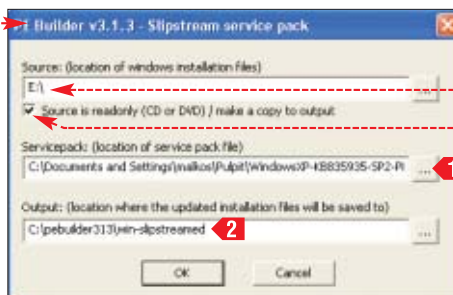 PE Builder v3.1.3 - Slipstream service pack
Source: (location of windows installation files)
E:\
...
Source is readonly (CD or DVD) / make a copy to output
Servicepack: (location of service pack file)
C:\Documents and Settings\malkos\Pulpit\WindowsXP-KB835935-SP2-Pl
...
1
Output: (location where the updated installation files will be saved to)
C:\pebuilder313\win-slipstreamed
2
...
OK
Cancel